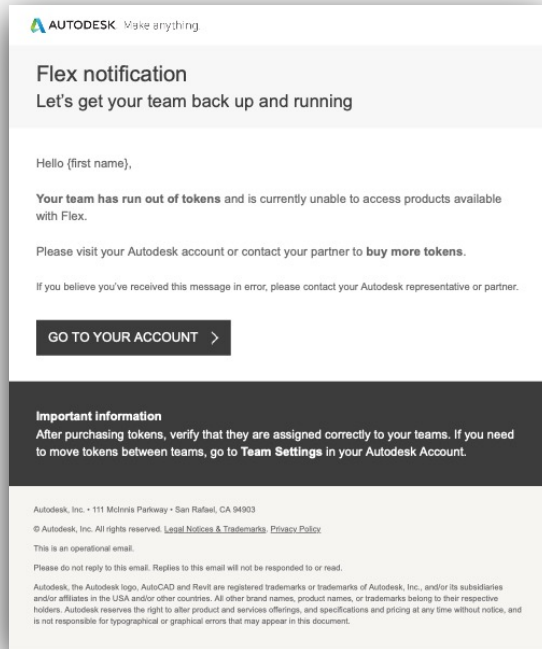 AUTODESK Make anything.
Flex notification
Let's get your team back up and running
Hello {first name},
Your team has run out of tokens and is currently unable to access products available
with Flex.
Please visit your Autodesk account or contact your partner to buy more tokens.
If you believe you've received this message in error, please contact your Autodesk representative or partner.
GO TO YOUR ACCOUNT >
Important information
After purchasing tokens, verify that they are assigned correctly to your teams. If you need
to move tokens between teams, go to Team Settings in your Autodesk Account.
Autodesk, Inc. • 111 McInnis Parkway • San Rafael, CA 94903
© Autodesk, Inc. All rights reserved. Legal Notices & Trademarks. Privacy Policy
This is an operational email.
Please do not reply to this email. Replies to this email will not be responded to or read.
Autodesk, the Autodesk logo, AutoCAD and Revit are registered trademarks or trademarks of Autodesk, Inc., and/or its subsidiaries
and/or affiliates in the USA and/or other countries. All other brand names, product names, or trademarks belong to their respective
holders. Autodesk reserves the right to alter product and services offerings, and specifications and pricing at any time without notice, and
is not responsible for typographical or graphical errors that may appear in this document.